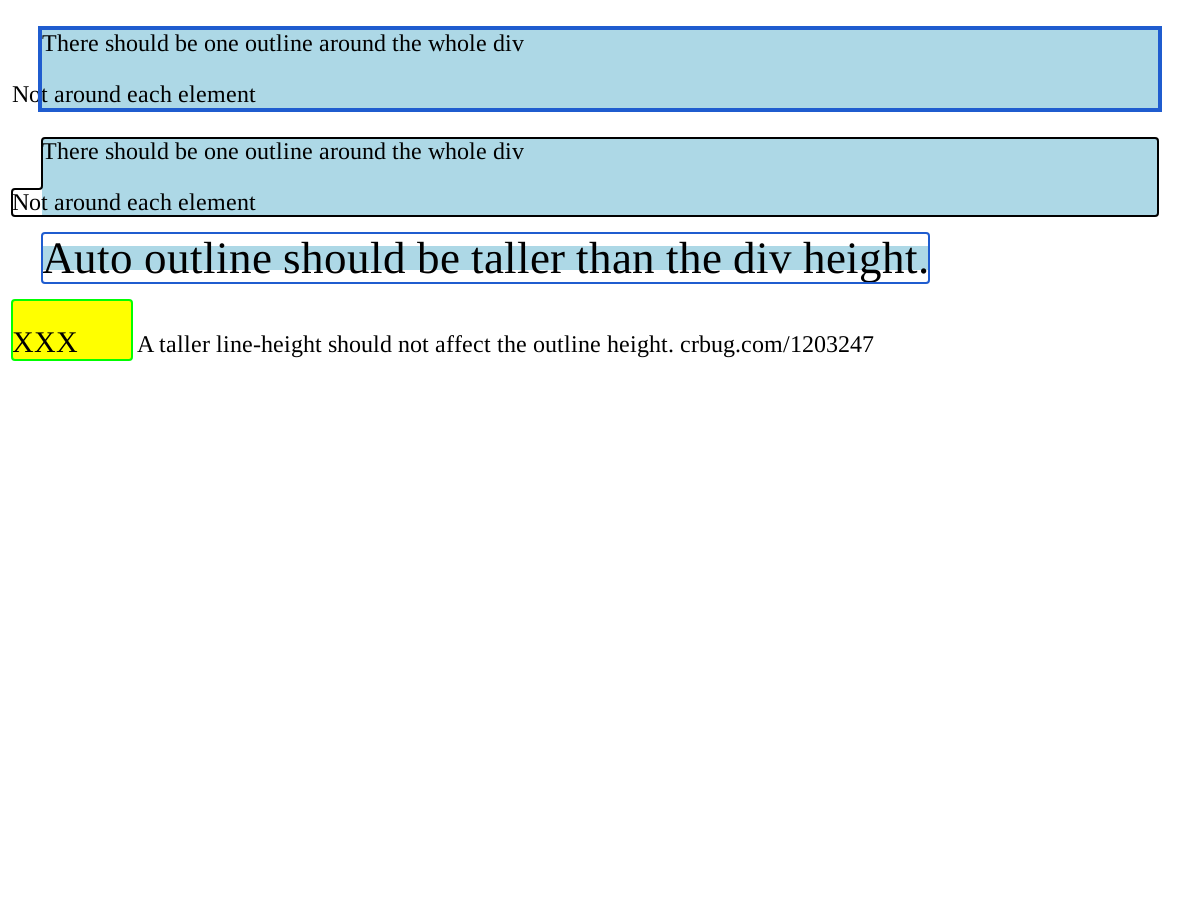 There should be one outline around the whole div
Not around each element
There should be one outline around the whole div
Not around each element
Auto outline should be taller than the div height.
XXX A taller line-height should not affect the outline height. crbug.com/1203247